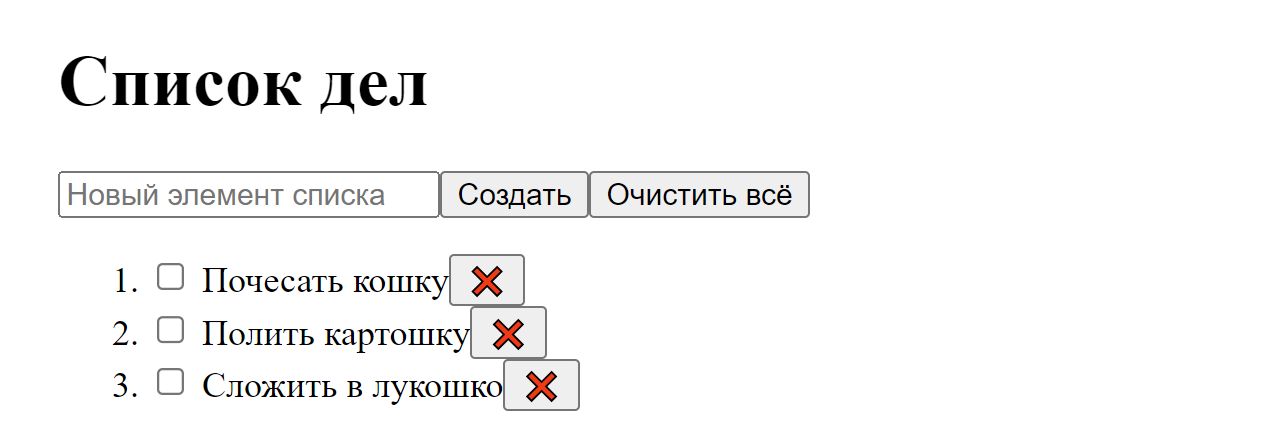 Список дел
Новый элемент списка Создать Очистить всё
1. Почесать кошку
2. Полить картошку
3. Сложить в лукошко